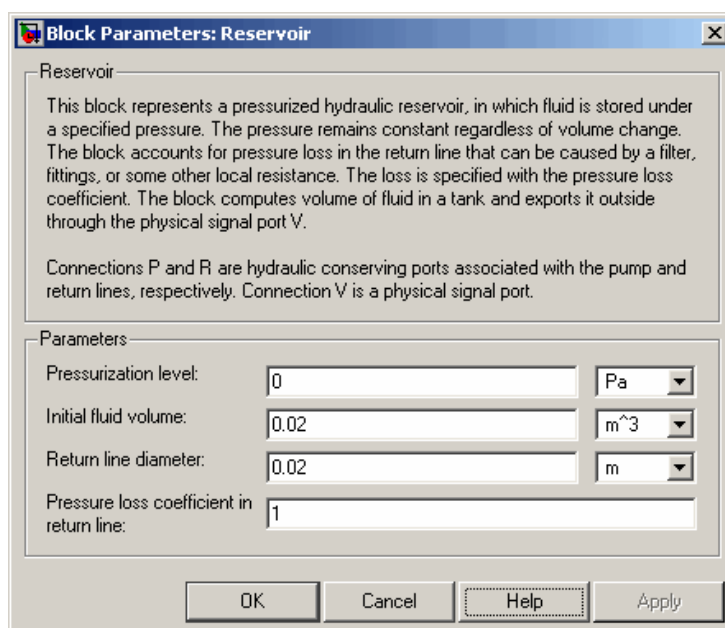 Block Parameters: Reservoir
Reservoir
This block represents a pressurized hydraulic reservoir, in which fluid is stored under
a specified pressure. The pressure remains constant regardless of volume change.
The block accounts for pressure loss in the return line that can be caused by a filter,
fittings, or some other local resistance. The loss is specified with the pressure loss
coefficient. The block computes volume of fluid in a tank and exports it outside
through the physical signal port V.
Connections P and R are hydraulic conserving ports associated with the pump and
return lines, respectively. Connection V is a physical signal port.
Parameters
Pressurization level: 0 Pa
Initial fluid volume: 0.02 m^3
Return line diameter: 0.02 m
Pressure loss coefficient in
return line: 1
OK Cancel Help Apply